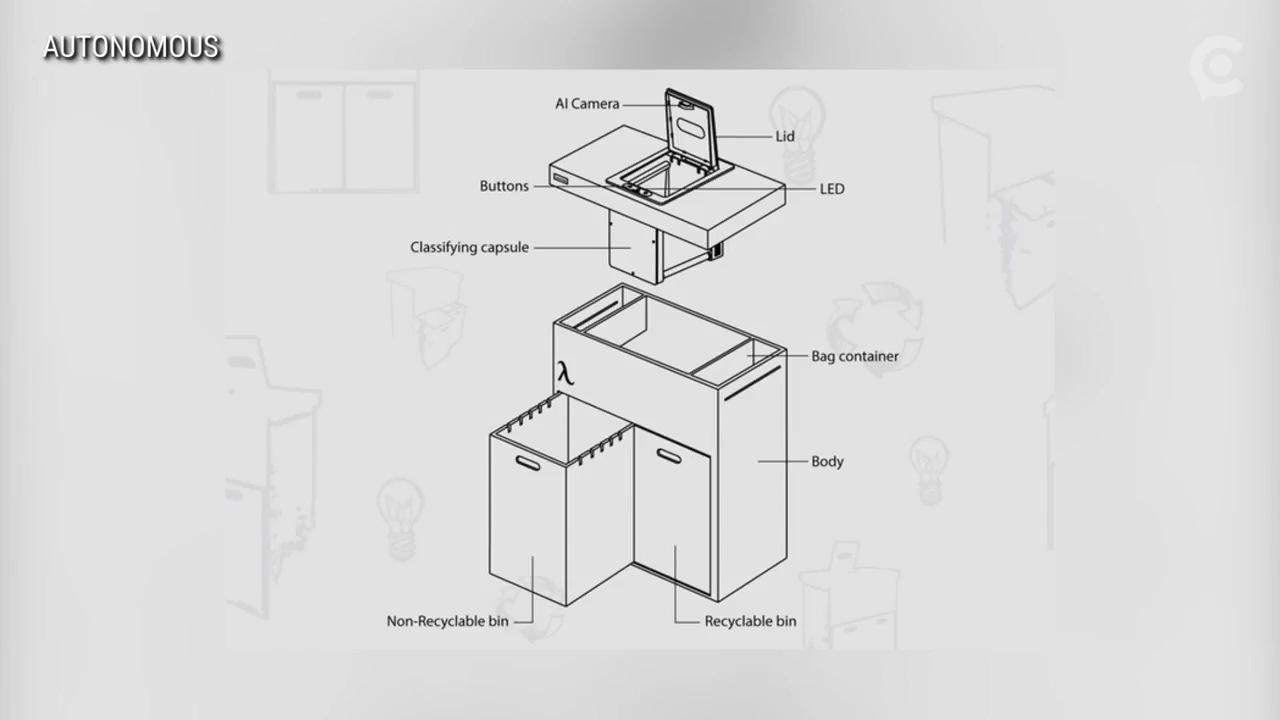 AUTONOMOUS
AI Camera
Lid
Buttons
LED
Classifying capsule
Bag container
λ
Body
Non-Recyclable bin
Recyclable bin